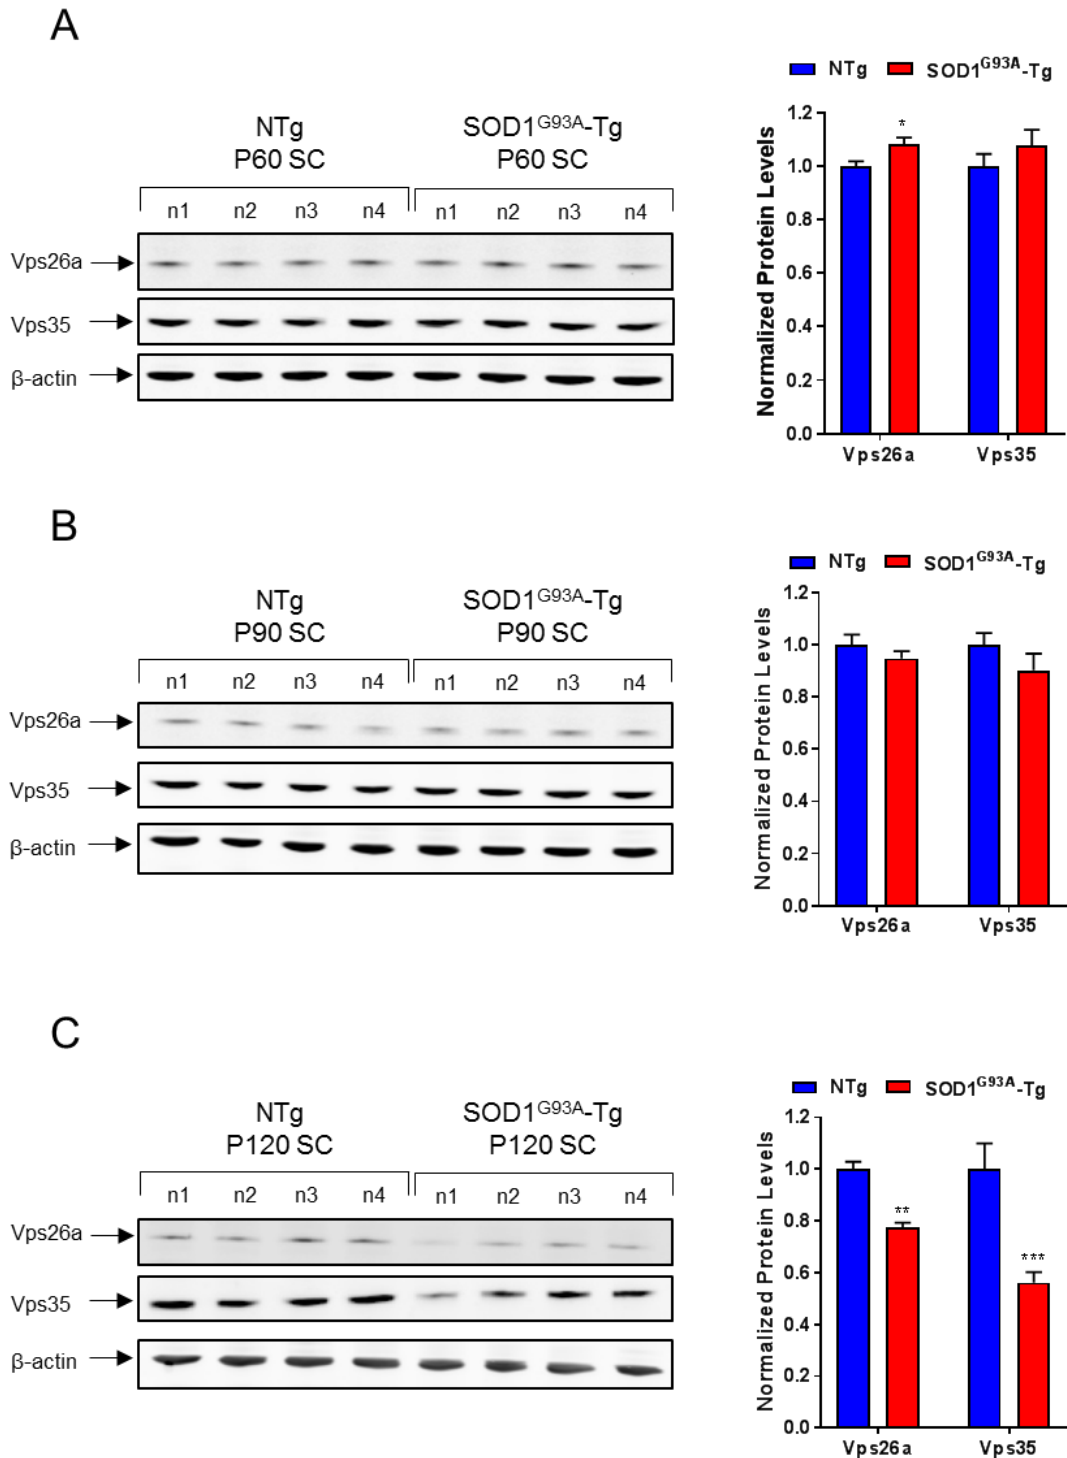 A
NTg SOD1G93A-Tg
NTg SOD1G93A-Tg
P60 SC P60 SC
n1 n2 n3 n4 n1 n2 n3 n4
Vps26a
Vps35
β-actin
Normalized Protein Levels
1.2
1.0
0.8
0.6
0.4
0.2
0.0
*
Vps26a Vps35
B
NTg SOD1G93A-Tg
NTg SOD1G93A-Tg
P90 SC P90 SC
n1 n2 n3 n4 n1 n2 n3 n4
Vps26a
Vps35
β-actin
Normalized Protein Levels
1.2
1.0
0.8
0.6
0.4
0.2
0.0
Vps26a Vps35
C
NTg SOD1G93A-Tg
NTg SOD1G93A-Tg
P120 SC P120 SC
n1 n2 n3 n4 n1 n2 n3 n4
Vps26a
Vps35
β-actin
Normalized Protein Levels
1.2
1.0
0.8
0.6
0.4
0.2
0.0
**
***
Vps26a Vps35